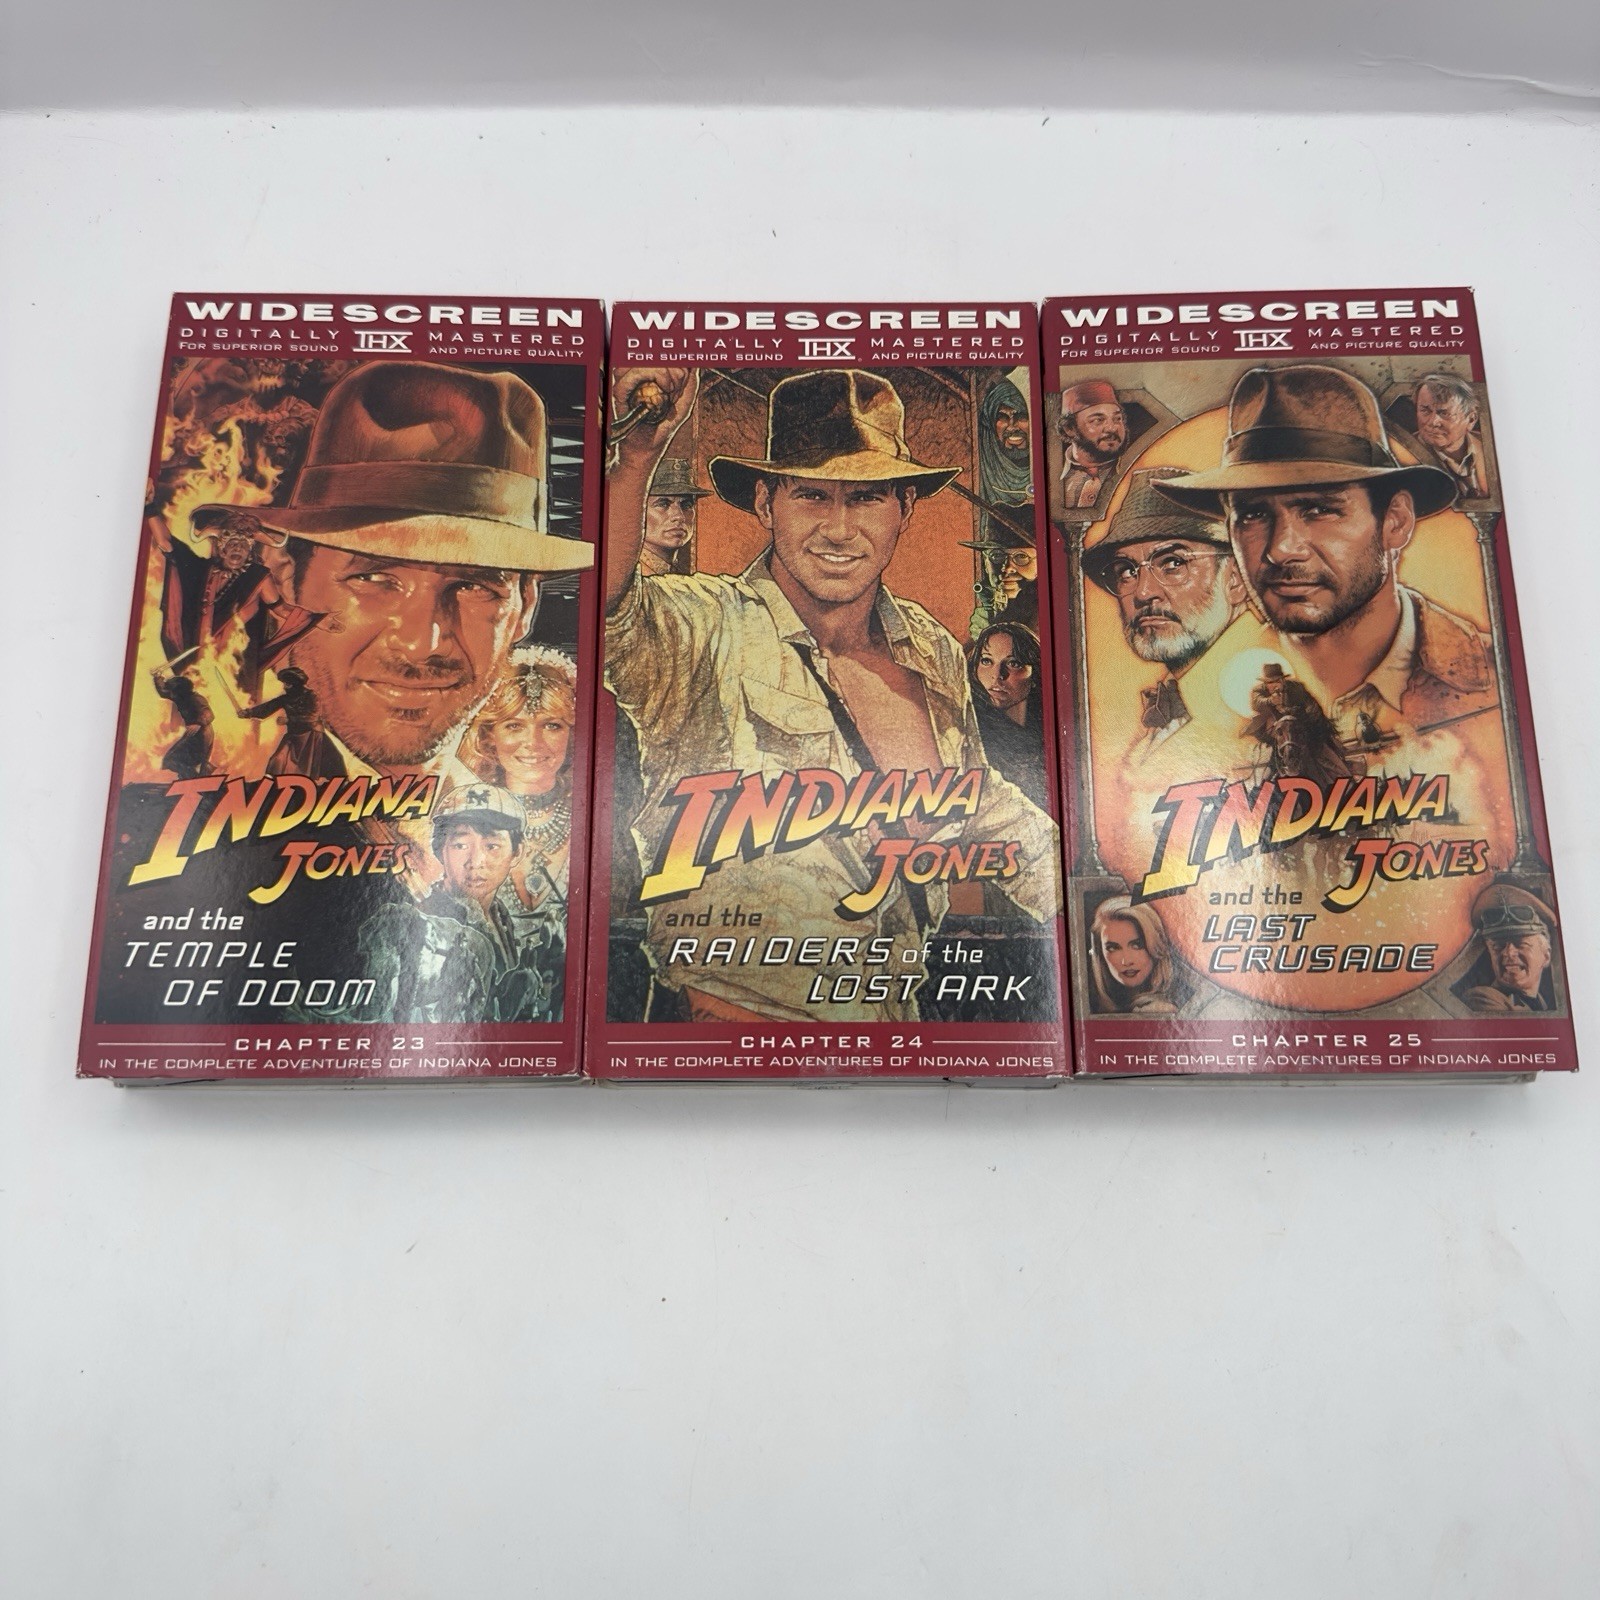 WIDESCREEN
DIGITALLY THX MASTERED
FOR SUPERIOR SOUND AND PICTURE QUALITY
INDIANA
JONES
and the
TEMPLE
OF DOOM
CHAPTER 23
IN THE COMPLETE ADVENTURES OF INDIANA JONES
WIDESCREEN
DIGITALLY THX MASTERED
FOR SUPERIOR SOUND AND PICTURE QUALITY
INDIANA
JONES™
and the
RAIDERS of the
LOST ARK
CHAPTER 24
IN THE COMPLETE ADVENTURES OF INDIANA JONES
WIDESCREEN
DIGITALLY THX MASTERED
FOR SUPERIOR SOUND AND PICTURE QUALITY
INDIANA
JONES™
and the
LAST
CRUSADE
CHAPTER 25
IN THE COMPLETE ADVENTURES OF INDIANA JONES